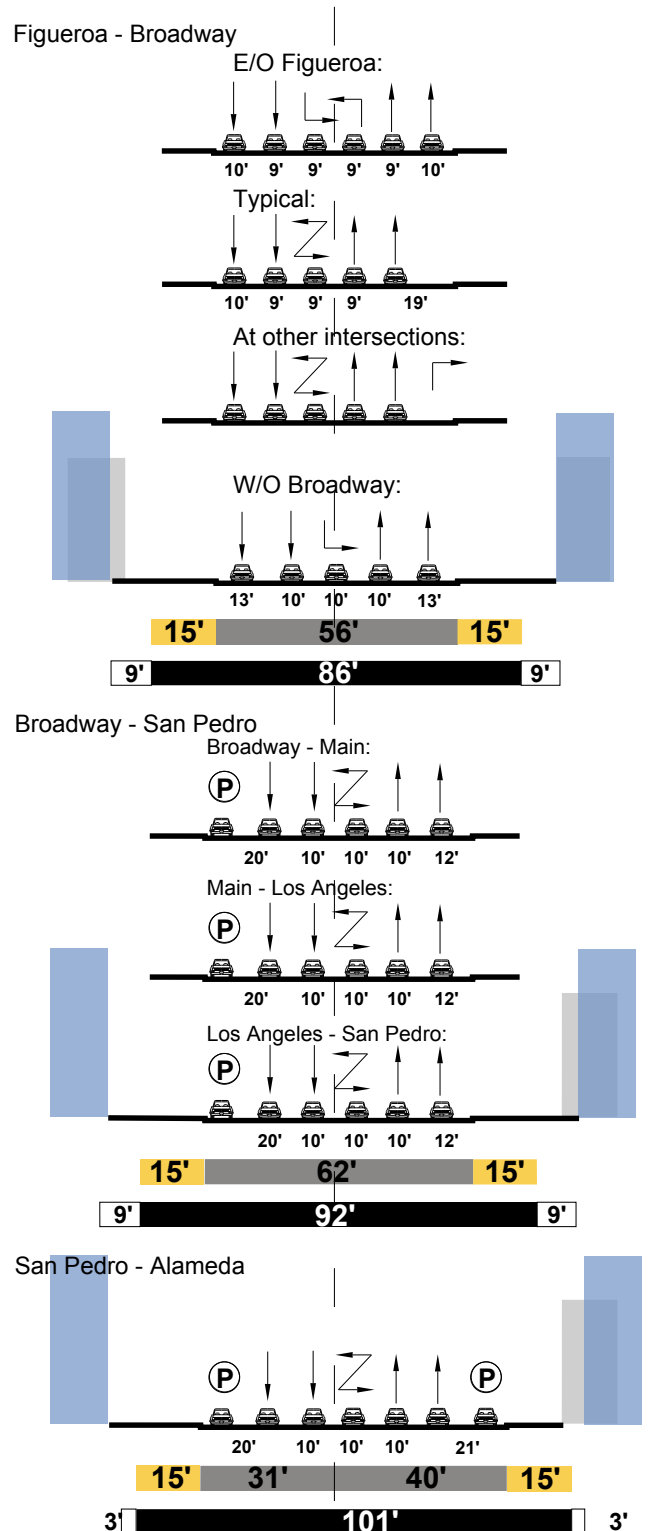 Figueroa - Broadway
E/O Figueroa:
10' 9' 9' 9' 9' 10'
Typical:
10' 9' 9' 9' 19'
At other intersections:
W/O Broadway:
13' 10' 10' 10' 13'
15' 56' 15'
9' 86' 9'
Broadway - San Pedro
Broadway - Main:
P
20' 10' 10' 10' 12'
Main - Los Angeles:
P
20' 10' 10' 10' 12'
Los Angeles - San Pedro:
P
20' 10' 10' 10' 12'
15' 62' 15'
9' 92' 9'
San Pedro - Alameda
P P
20' 10' 10' 10' 21'
15' 31' 40' 15'
3' 101' 3'